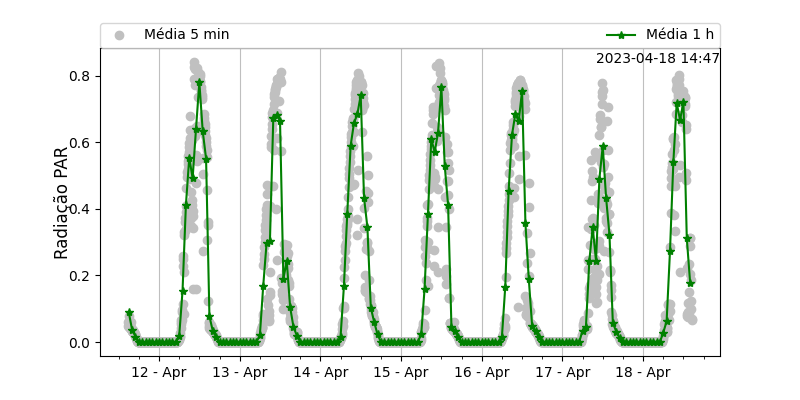 Média 5 min
Média 1 h
2023-04-18 14:47
Radiação PAR
0.8
0.6
0.4
0.2
0.0
12 - Apr
13 - Apr
14 - Apr
15 - Apr
16 - Apr
17 - Apr
18 - Apr